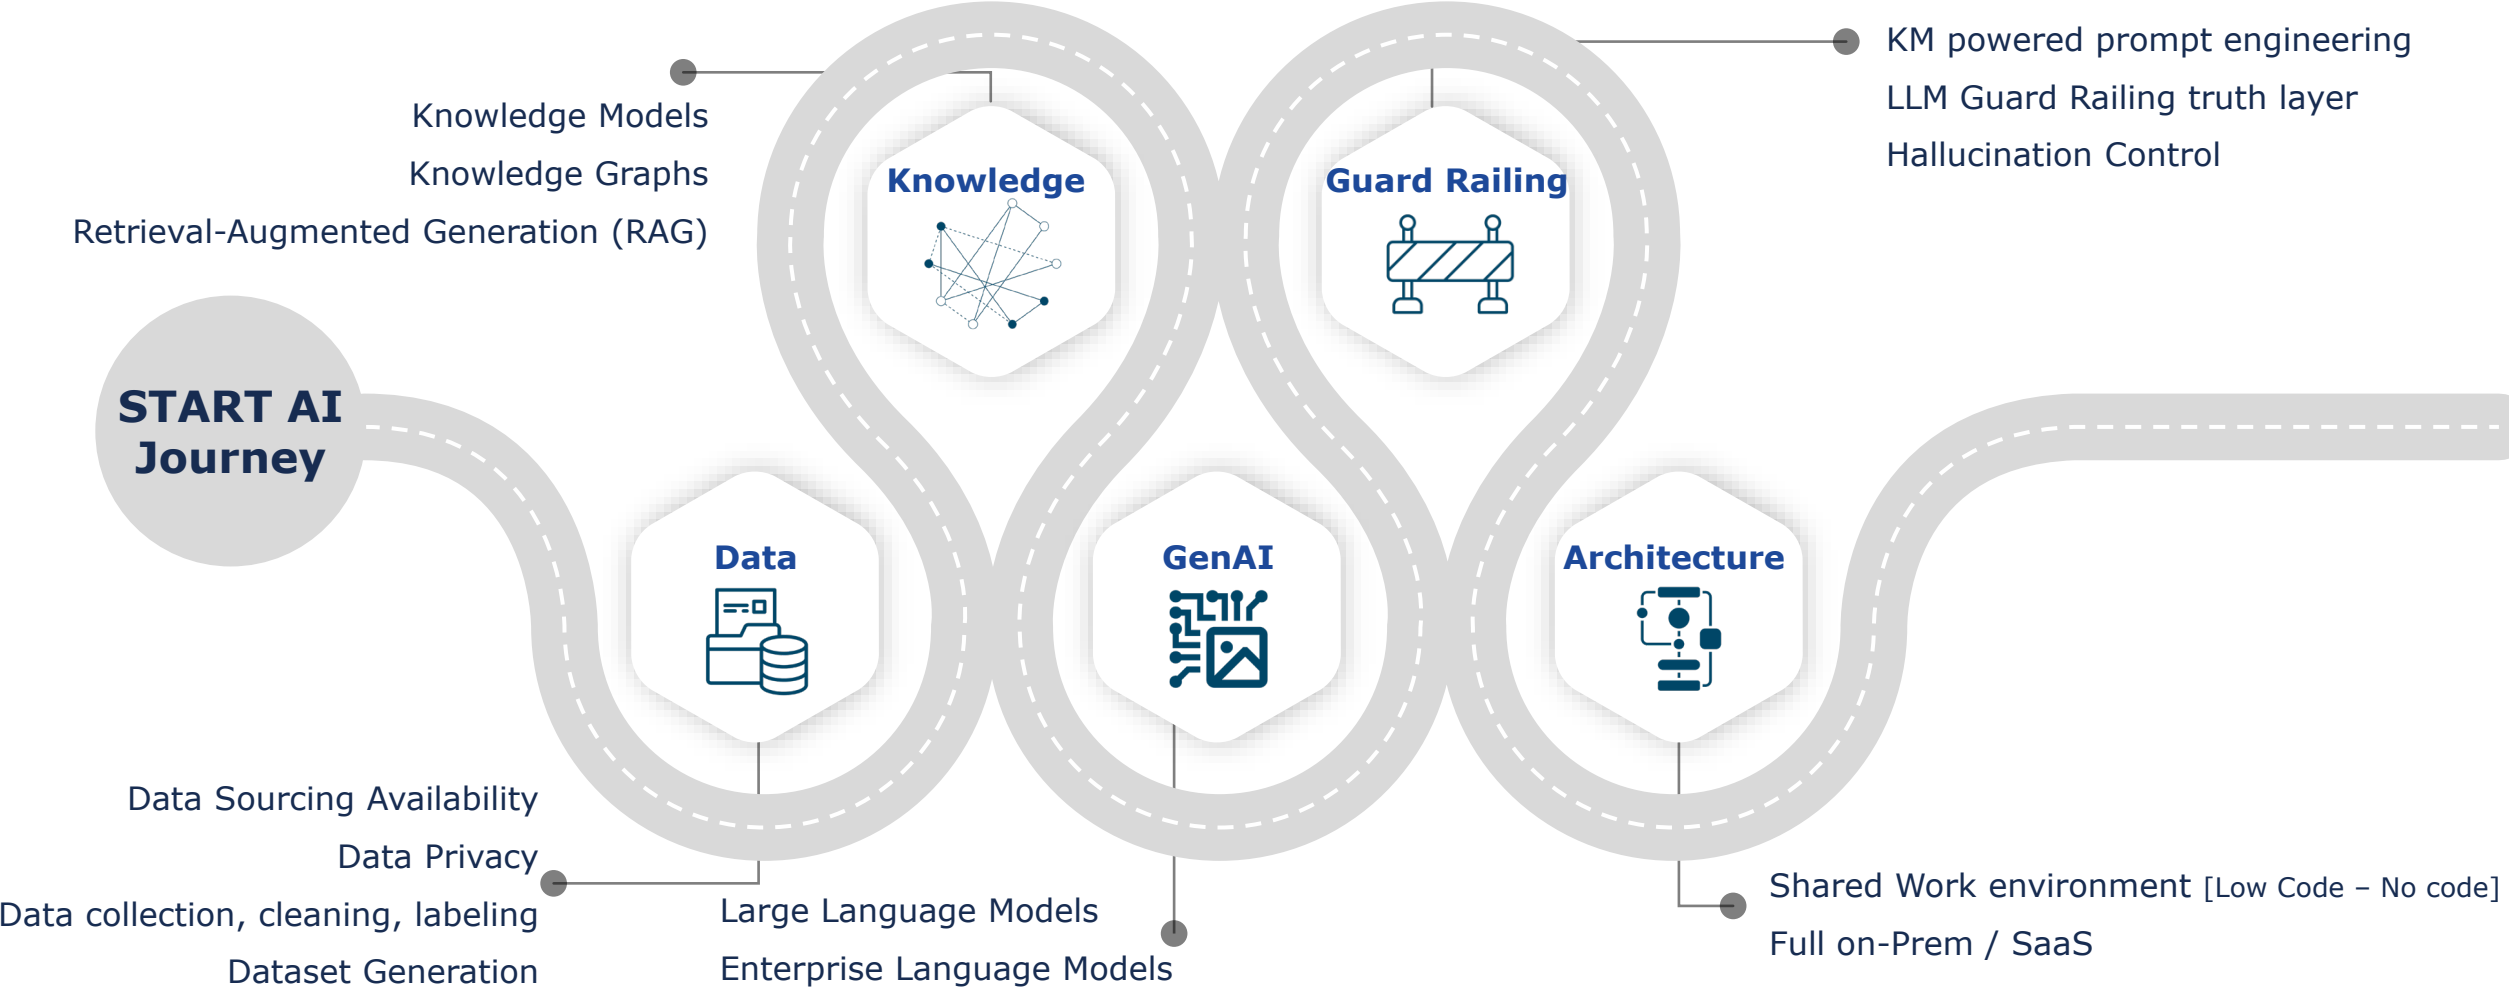 START AI
Journey
Data
Data Sourcing Availability
Data Privacy
Data collection, cleaning, labeling
Dataset Generation
Knowledge
Knowledge Models
Knowledge Graphs
Retrieval-Augmented Generation (RAG)
GenAI
Large Language Models
Enterprise Language Models
Guard Railing
KM powered prompt engineering
LLM Guard Railing truth layer
Hallucination Control
Architecture
Shared Work environment [Low Code – No code]
Full on-Prem / SaaS